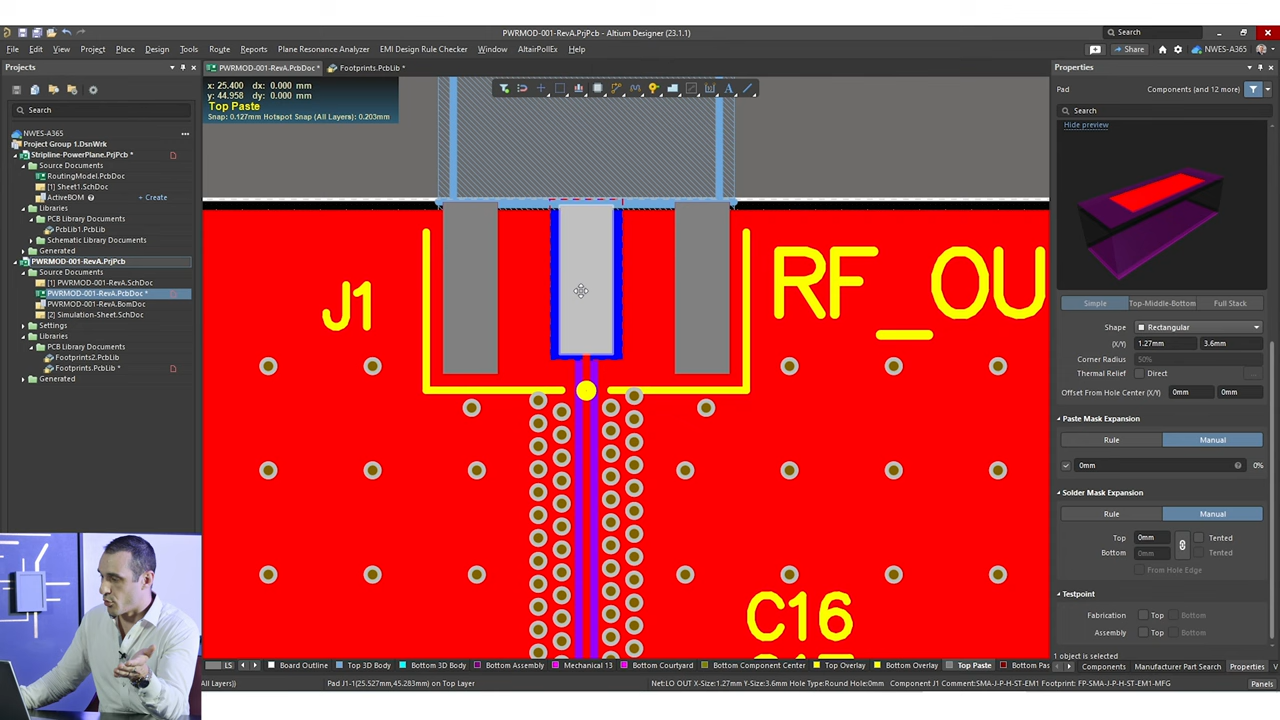 PWRMOD-001-RevA.PrjPcb - Altium Designer (23.1.1)
Search
File Edit View Project Place Design Tools Route Reports Plane Resonance Analyzer EMI Design Rule Checker Window AltairPollEx Help
Share
NWES-A365
Projects
PWRMOD-001-RevA.PcbDoc *
Footprints.PcbLib *
Properties
x: 25.400 dx: 0.000 mm
y: 44.958 dy: 0.000 mm
Top Paste
Snap: 0.127mm Hotspot Snap (All Layers): 0.203mm
Pad
Components (and 12 more)
Search
Search
Hide preview
NWES-A365
Project Group 1.DsnWrk
Stripline-PowerPlane.PrjPcb *
Source Documents
RoutingModel.PcbDoc
[1] Sheet1.SchDoc
ActiveBOM
+ Create
Libraries
PCB Library Documents
PcbLib1.PcbLib
Schematic Library Documents
Generated
PWRMOD-001-RevA.PrjPcb
Source Documents
[1] PWRMOD-001-RevA.SchDoc
PWRMOD-001-RevA.PcbDoc *
PWRMOD-001-RevA.BomDoc
[2] Simulation-Sheet.SchDoc
Settings
Libraries
PCB Library Documents
Footprints2.PcbLib
Footprints.PcbLib *
Generated
J1
RF_OU
C16
Simple Top-Middle-Bottom Full Stack
Shape Rectangular
(X/Y) 1.27mm 3.6mm
Corner Radius 50%
Thermal Relief Direct
Offset From Hole Center (X/Y) 0mm 0mm
Paste Mask Expansion
Rule Manual
0mm 0%
Solder Mask Expansion
Rule Manual
Top 0mm Tented
Bottom 0mm Tented
From Hole Edge
Testpoint
Fabrication Top Bottom
Assembly Top Bottom
1 object is selected
LS Board Outline Top 3D Body Bottom 3D Body Bottom Assembly Mechanical 13 Bottom Courtyard Bottom Component Center Top Overlay Bottom Overlay Top Paste Bottom Pas
Components Manufacturer Part Search Properties
All Layers) Pad J1-1(25.527mm,45.283mm) on Top Layer Net:LO OUT X-Size:1.27mm Y-Size:3.6mm Hole Type:Round Hole:0mm Component J1 Comment:SMA-J-P-H-ST-EM1 Footprint: FP-SMA-J-P-H-ST-EM1-MFG
Panels